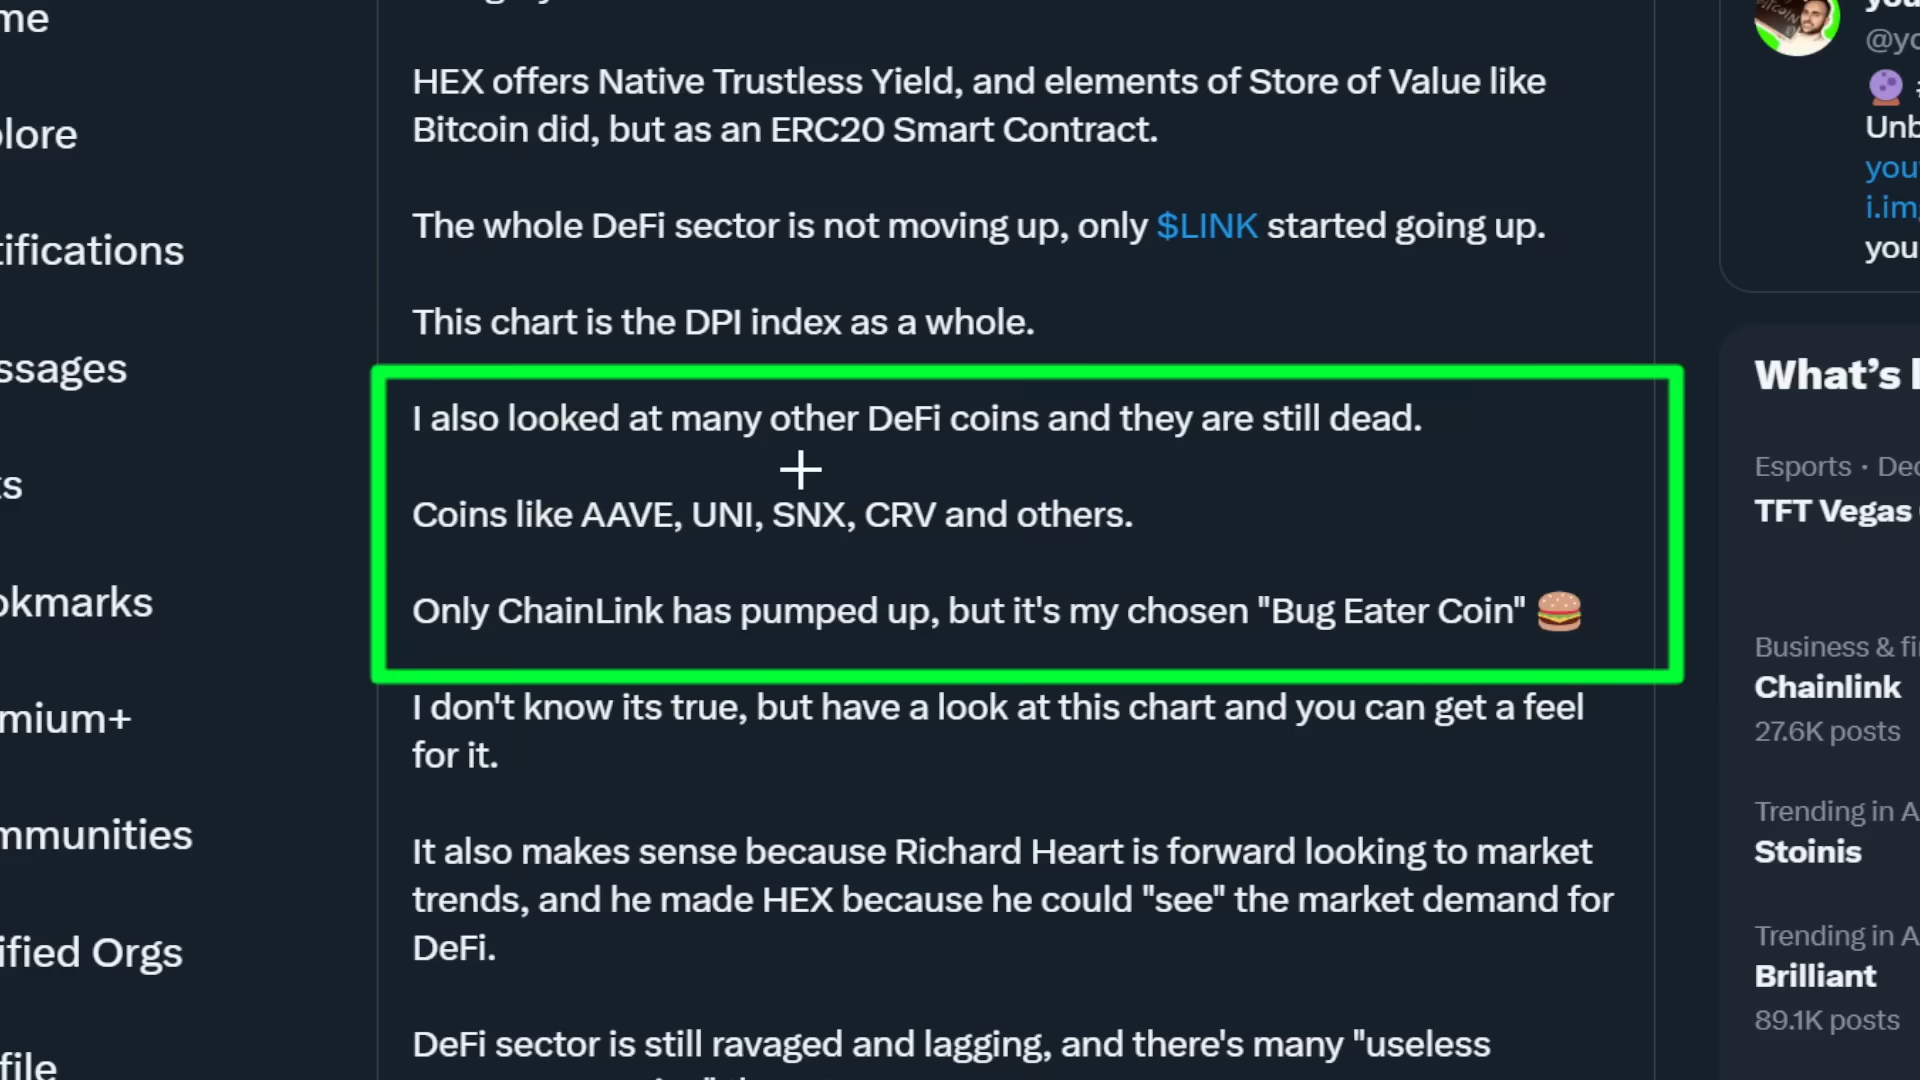 HEX offers Native Trustless Yield, and elements of Store of Value like
Bitcoin did, but as an ERC20 Smart Contract.
The whole DeFi sector is not moving up, only $LINK started going up.
This chart is the DPI index as a whole.
I also looked at many other DeFi coins and they are still dead.
Coins like AAVE, UNI, SNX, CRV and others.
Only ChainLink has pumped up, but it's my chosen "Bug Eater Coin" 🍔
I don't know its true, but have a look at this chart and you can get a feel
for it.
It also makes sense because Richard Heart is forward looking to market
trends, and he made HEX because he could "see" the market demand for
DeFi.
DeFi sector is still ravaged and lagging, and there's many "useless
me
plore
tifications
ssages
ts
okmarks
mium+
mmunities
ified Orgs
file
@yo
🔮
Unb
you
i.im
you
What's
Esports · Dec
TFT Vegas
Business & fi
Chainlink
27.6K posts
Trending in A
Stoinis
Trending in A
Brilliant
89.1K posts